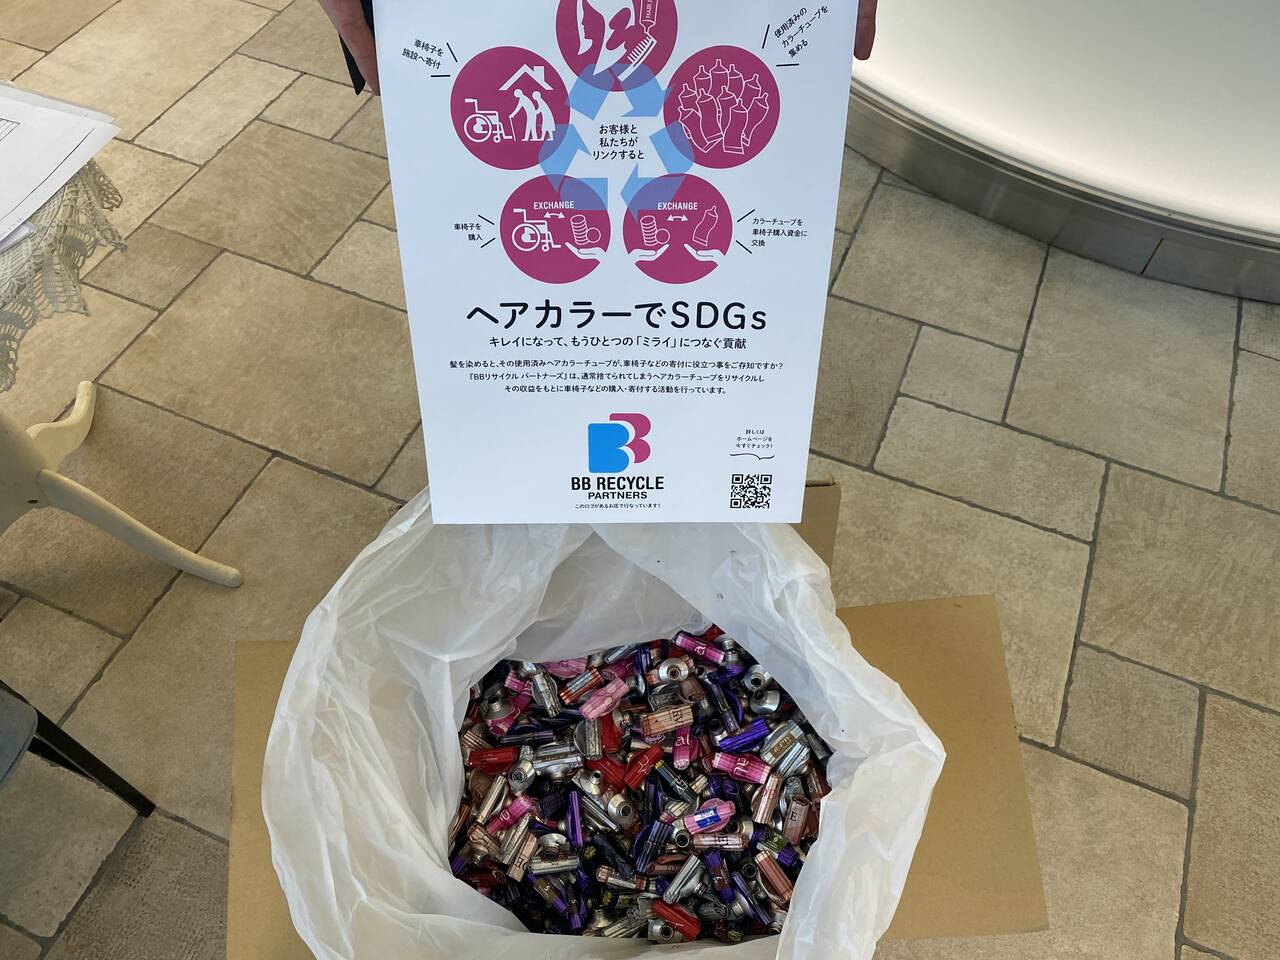 HAIR
使用済みの
カラーチューブを
集める
車椅子を
施設へ寄付
お客様と
私たちが
リンクすると
EXCHANGE
EXCHANGE
車椅子を
購入
カラーチューブを
車椅子購入資金に
交換
ヘアカラーでSDGs
キレイになって、もうひとつの「ミライ」につなぐ貢献
髪を染めると、その使用済みヘアカラーチューブが、車椅子などの寄付に役立つ事をご存知ですか?
『BBリサイクル パートナーズ』は、通常捨てられてしまうヘアカラーチューブをリサイクルし
その収益をもとに車椅子などの購入・寄付する活動を行っています。
詳しくは
ホームページを
今すぐチェック!
BB RECYCLE
PARTNERS
このロゴがあるお店で行なっています!